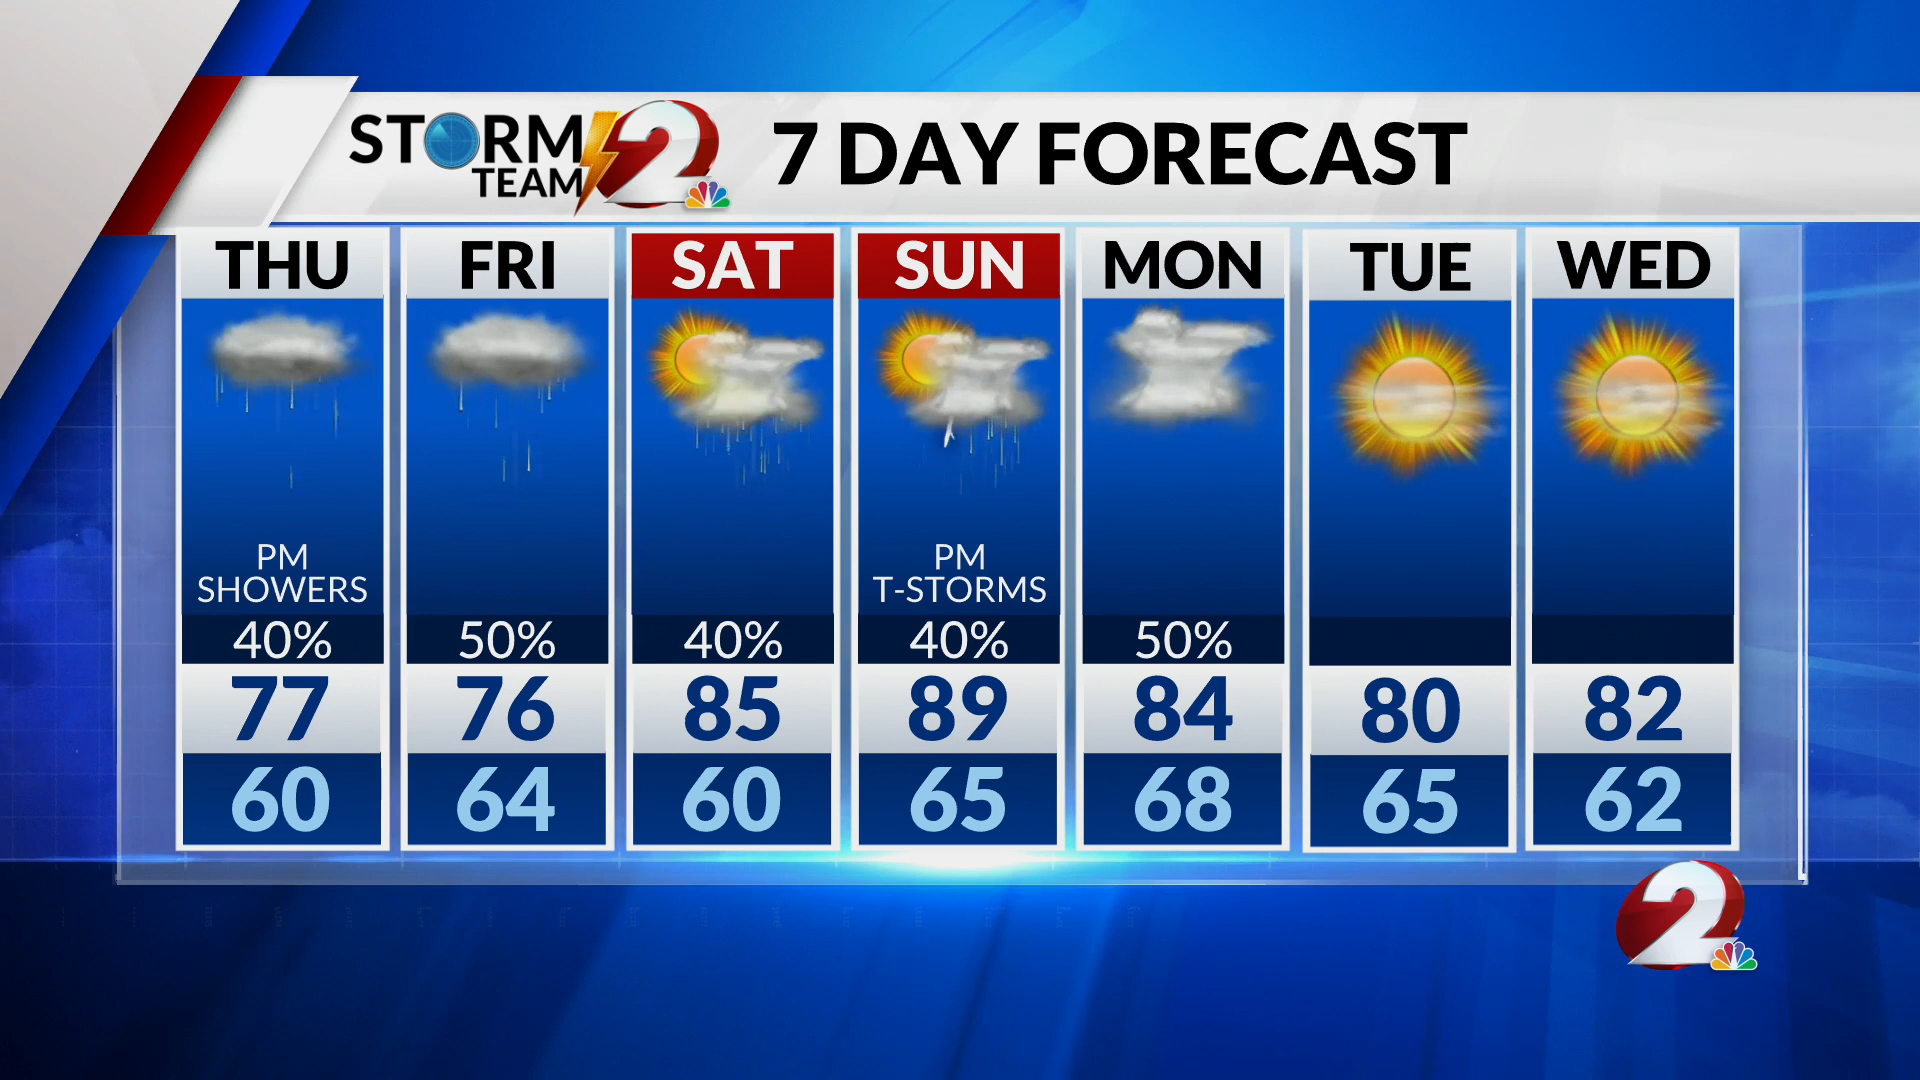 STORM
TEAM
2
7 DAY FORECAST
THU FRI SAT SUN MON TUE WED
PM
SHOWERS
PM
T-STORMS
40% 50% 40% 40% 50%
77 76 85 89 84 80 82
60 64 60 65 68 65 62
2